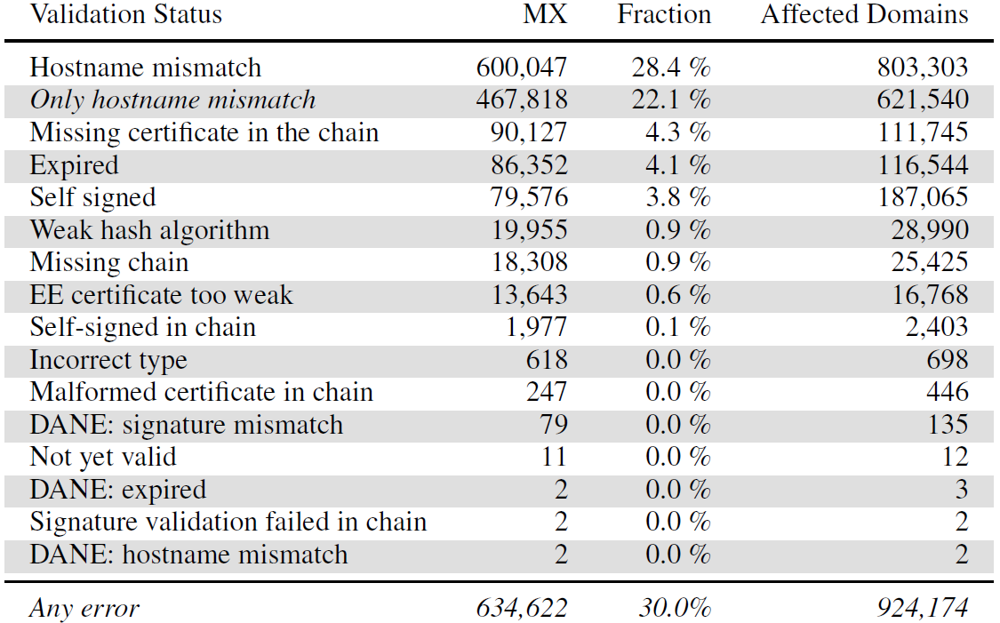 Validation Status MX Fraction Affected Domains
Hostname mismatch 600,047 28.4 % 803,303
Only hostname mismatch 467,818 22.1 % 621,540
Missing certificate in the chain 90,127 4.3 % 111,745
Expired 86,352 4.1 % 116,544
Self signed 79,576 3.8 % 187,065
Weak hash algorithm 19,955 0.9 % 28,990
Missing chain 18,308 0.9 % 25,425
EE certificate too weak 13,643 0.6 % 16,768
Self-signed in chain 1,977 0.1 % 2,403
Incorrect type 618 0.0 % 698
Malformed certificate in chain 247 0.0 % 446
DANE: signature mismatch 79 0.0 % 135
Not yet valid 11 0.0 % 12
DANE: expired 2 0.0 % 3
Signature validation failed in chain 2 0.0 % 2
DANE: hostname mismatch 2 0.0 % 2
Any error 634,622 30.0% 924,174